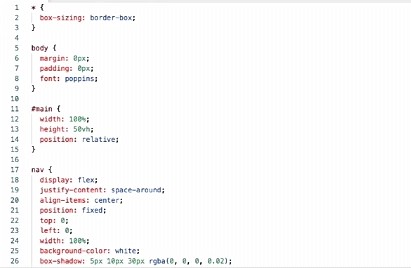 1 * {
2 box-sizing: border-box;
3 }
4
5 body {
6 margin: 0px;
7 padding: 0px;
8 font: poppins;
9 }
10
11 #main {
12 width: 100%;
13 height: 50vh;
14 position: relative;
15 }
16
17 nav {
18 display: flex;
19 justify-content: space-around;
20 align-items: center;
21 position: fixed;
22 top: 0;
23 left: 0;
24 width: 100%;
25 background-color: white;
26 box-shadow: 5px 10px 30px rgba(0, 0, 0, 0.02);